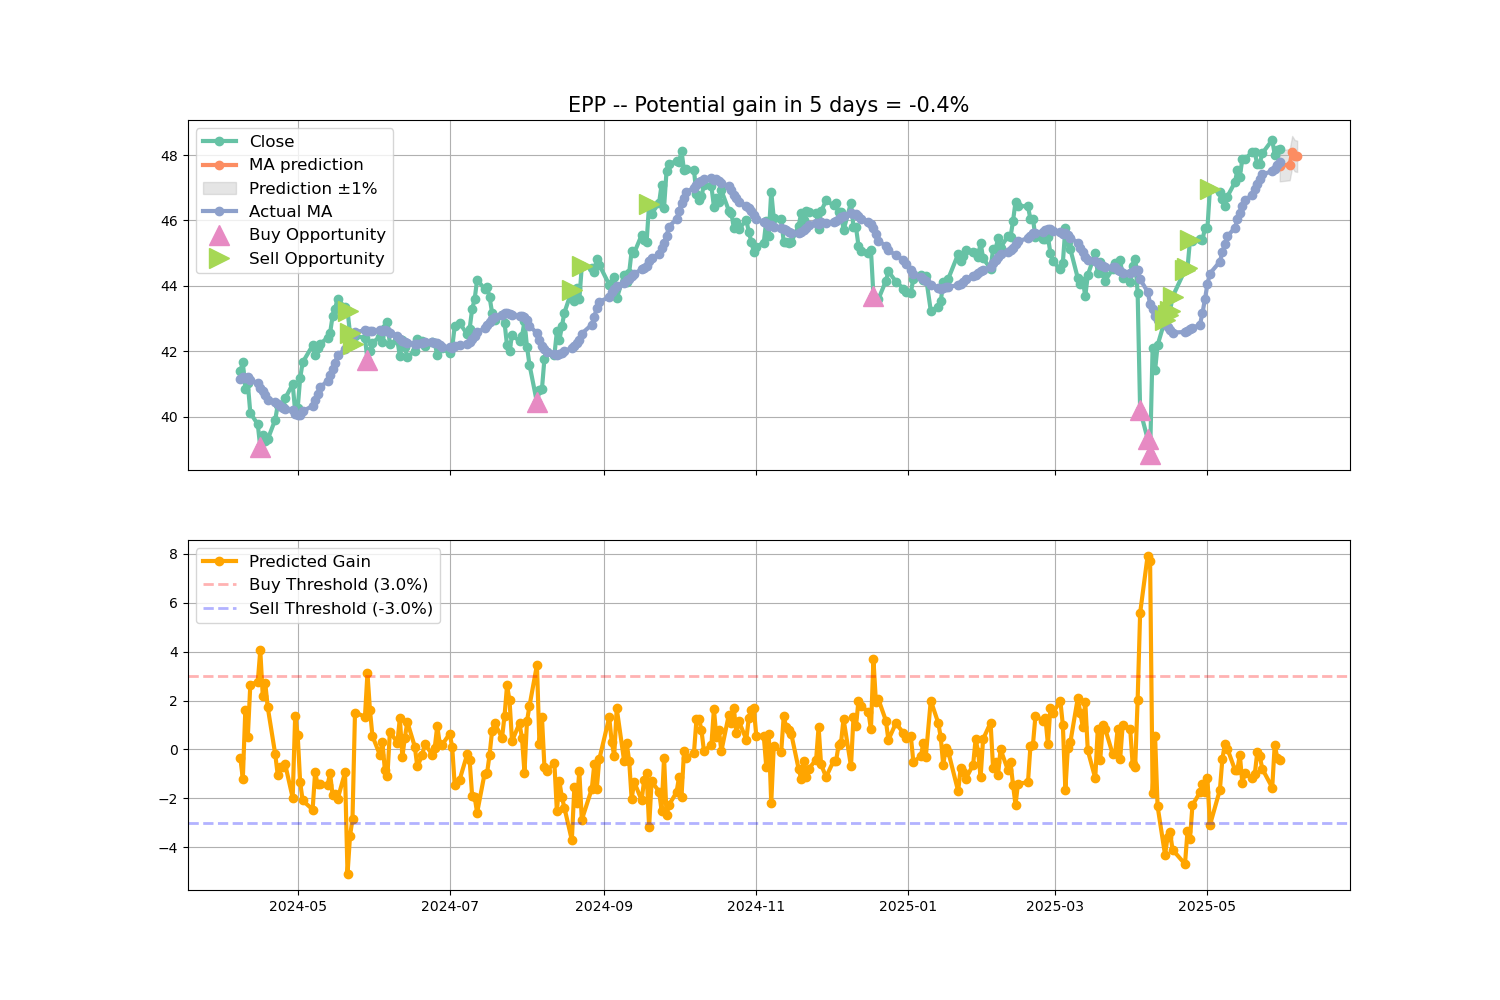 EPP -- Potential gain in 5 days = -0.4%
Close
MA prediction
Prediction ±1%
Actual MA
Buy Opportunity
Sell Opportunity
48
46
44
42
40
Predicted Gain
Buy Threshold (3.0%)
Sell Threshold (-3.0%)
8
6
4
2
0
−2
−4
2024-05 2024-07 2024-09 2024-11 2025-01 2025-03 2025-05